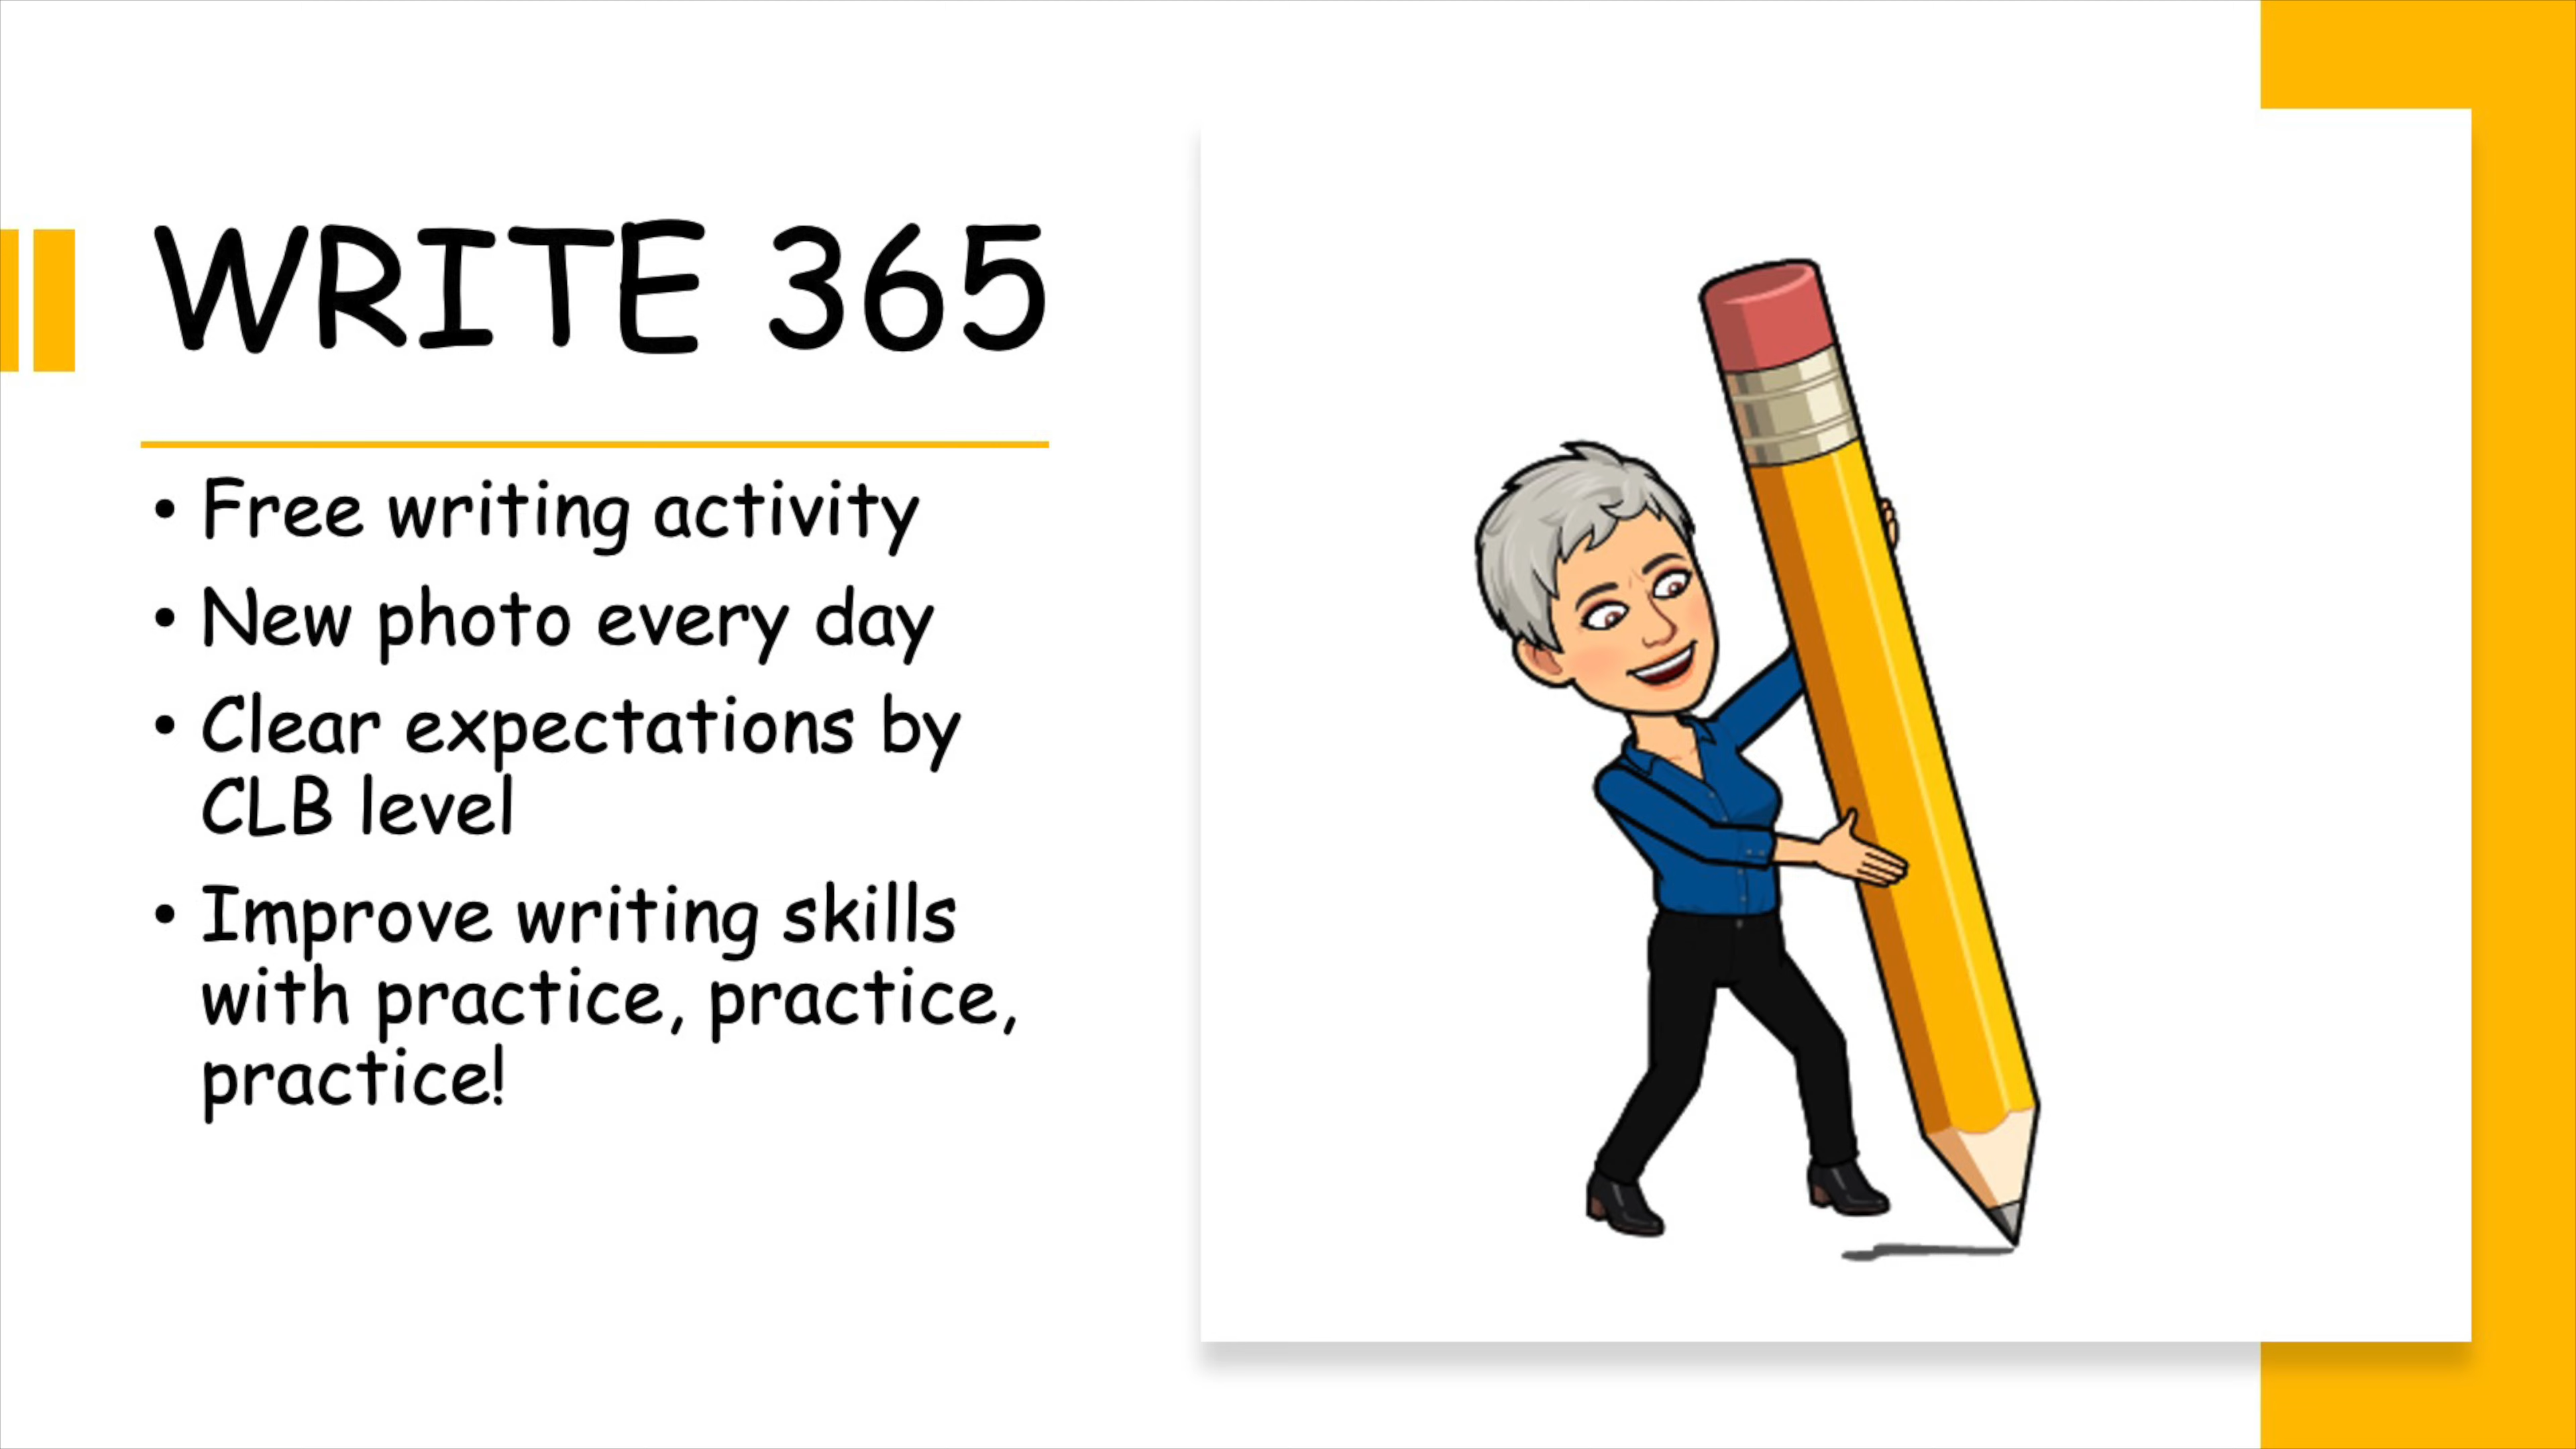 WRITE 365
• Free writing activity
• New photo every day
• Clear expectations by
CLB level
• Improve writing skills
with practice, practice,
practice!